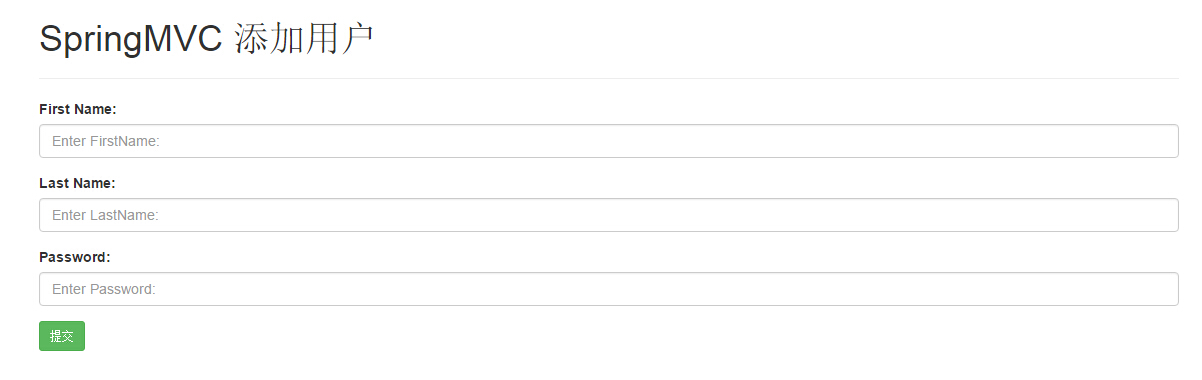 SpringMVC 添加用户
First Name:
Enter FirstName:
Last Name:
Enter LastName:
Password:
Enter Password:
提交